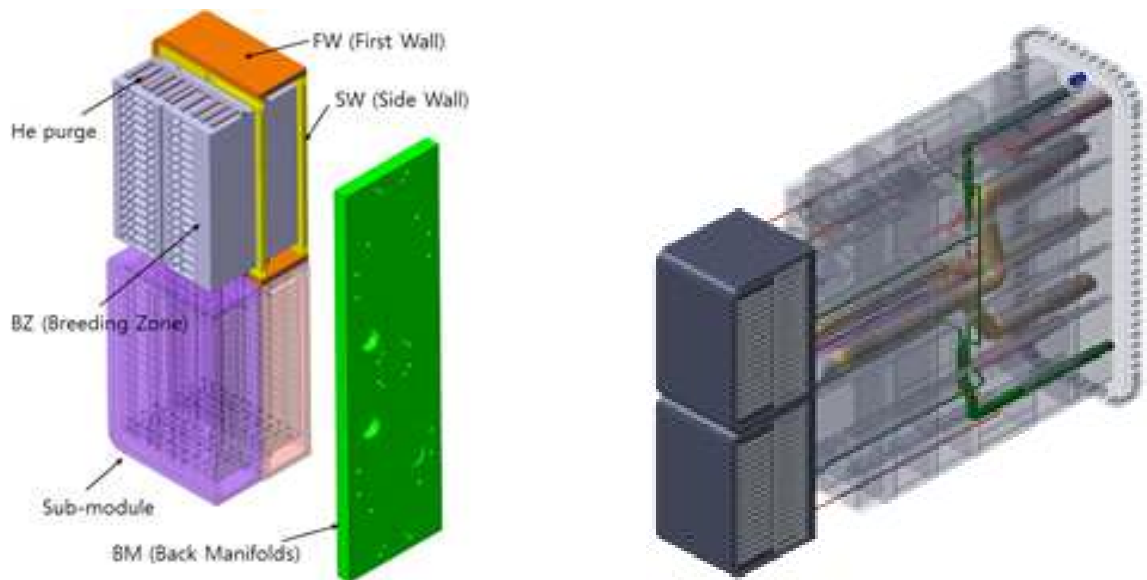 FW (First Wall)
SW (Side Wall)
He purge
BZ (Breeding Zone)
Sub-module
BM (Back Manifolds)